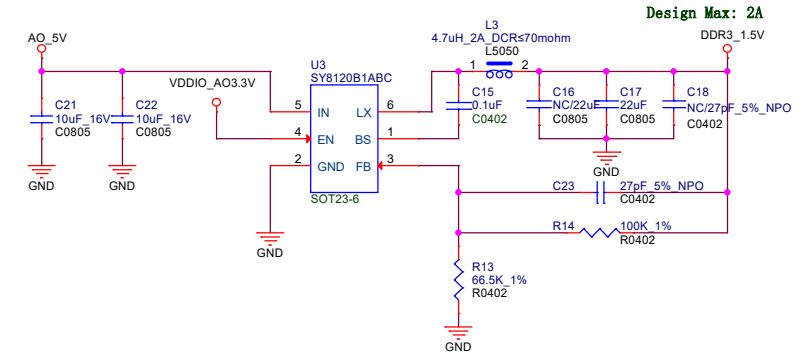 Design Max: 2A
AO_5V
L3
4.7uH_2A_DCR≤70mohm
L5050
DDR3_1.5V
1
2
U3
SY8120B1ABC
VDDIO_AO3.3V
C21
10uF_16V
C0805
C22
10uF_16V
C0805
5
IN
LX
6
4
EN
BS
1
2
GND
FB
3
SOT23-6
C15
0.1uF
C0402
C16
NC/22uF
C0805
C17
22uF
C0805
C18
NC/27pF_5%_NPO
C0402
GND
GND
GND
GND
C23
27pF_5%_NPO
C0402
R14
100K_1%
R0402
R13
66.5K_1%
R0402
GND